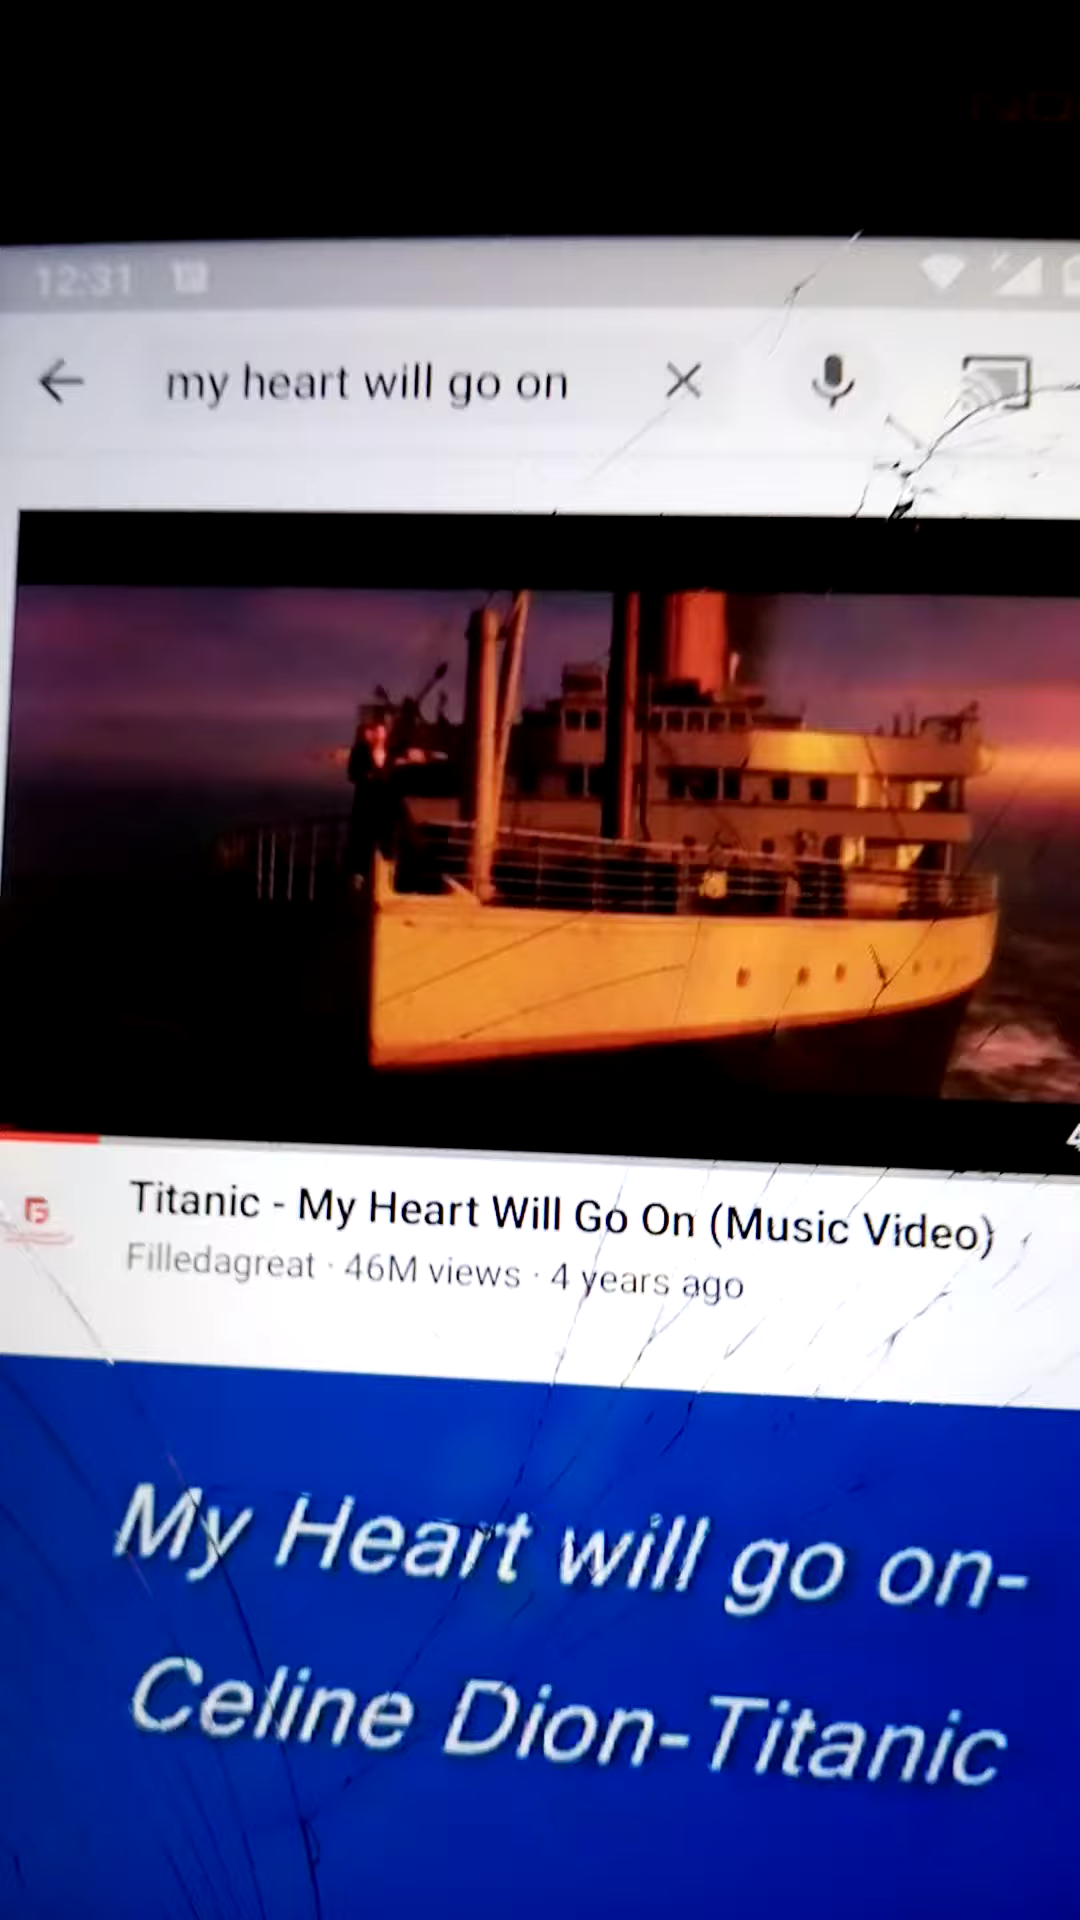 12:31
my heart will go on
Titanic - My Heart Will Go On (Music Video)
Filledagreat · 46M views · 4 years ago
My Heart will go on-
Celine Dion-Titanic